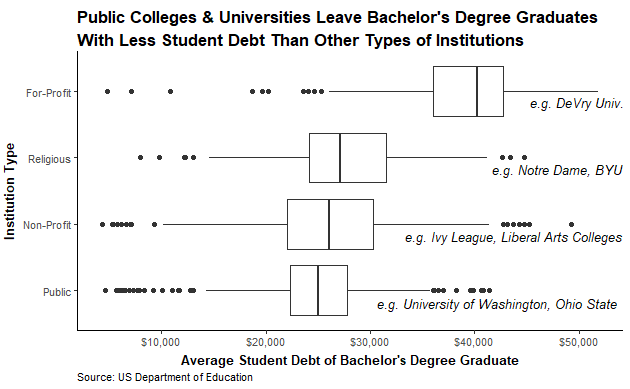 Public Colleges & Universities Leave Bachelor's Degree Graduates
With Less Student Debt Than Other Types of Institutions
Institution Type
For-Profit
e.g. DeVry Univ.
Religious
e.g. Notre Dame, BYU
Non-Profit
e.g. Ivy League, Liberal Arts Colleges
Public
e.g. University of Washington, Ohio State
$10,000 $20,000 $30,000 $40,000 $50,000
Average Student Debt of Bachelor's Degree Graduate
Source: US Department of Education